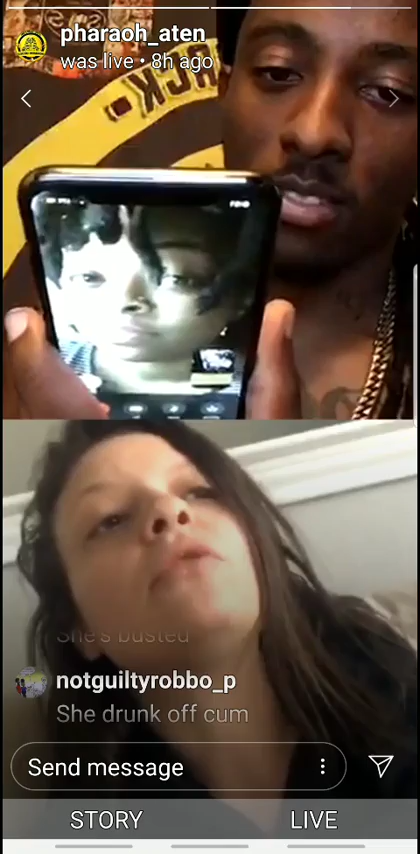 pharaoh_aten
was live • 8h ago
She's busted
notguiltyrobbo_p
She drunk off cum
Send message
STORY
LIVE